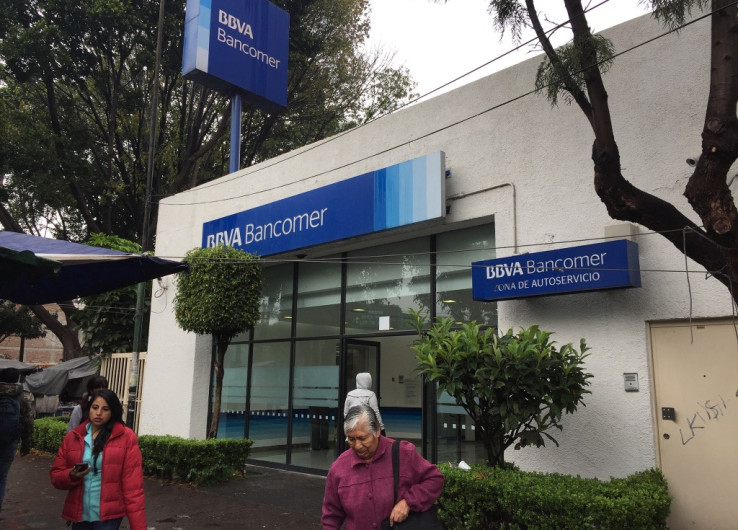 BBVA
Bancomer
BBVA Bancomer
BBVA Bancomer
ZONA DE AUTOSERVICIO